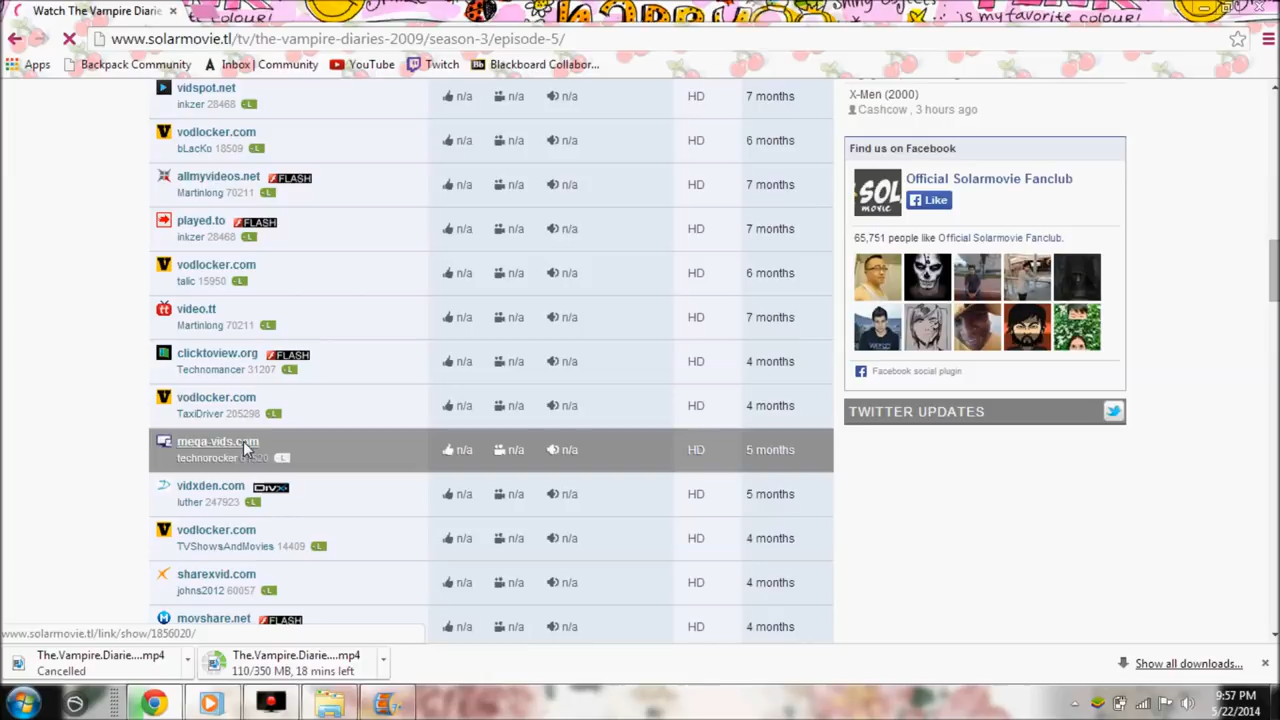 Watch The Vampire Diarie
is my favorite colour!
www.solarmovie.tl/tv/the-vampire-diaries-2009/season-3/episode-5/
Apps Backpack Community Inbox | Community YouTube Twitch Blackboard Collabor...
vidspot.net
inkzer 28468 L
n/a n/a n/a HD 7 months
vodlocker.com
bLacKo 18509 L
n/a n/a n/a HD 6 months
allmyvideos.net FLASH
Martinlong 70211 L
n/a n/a n/a HD 7 months
played.to FLASH
inkzer 28468 L
n/a n/a n/a HD 7 months
vodlocker.com
talic 15950 L
n/a n/a n/a HD 6 months
video.tt
Martinlong 70211 L
n/a n/a n/a HD 7 months
clicktoview.org FLASH
Technomancer 31207 L
n/a n/a n/a HD 4 months
vodlocker.com
TaxiDriver 205298 L
n/a n/a n/a HD 4 months
mega-vids.com
technorocker
n/a n/a n/a HD 5 months
vidxden.com DivX
luther 247923 L
n/a n/a n/a HD 5 months
vodlocker.com
TVShowsAndMovies 14409 L
n/a n/a n/a HD 4 months
sharexvid.com
johns2012 60057 L
n/a n/a n/a HD 4 months
movshare.net FLASH
n/a n/a n/a HD 4 months
X-Men (2000)
Cashcow , 3 hours ago
Find us on Facebook
SOL
MOVIE
Official Solarmovie Fanclub
Like
65,751 people like Official Solarmovie Fanclub.
Facebook social plugin
TWITTER UPDATES
www.solarmovie.tl/link/show/1856020/
The.Vampire.Diarie....mp4
Cancelled
The.Vampire.Diarie....mp4
110/350 MB, 18 mins left
Show all downloads...
9:57 PM
5/22/2014